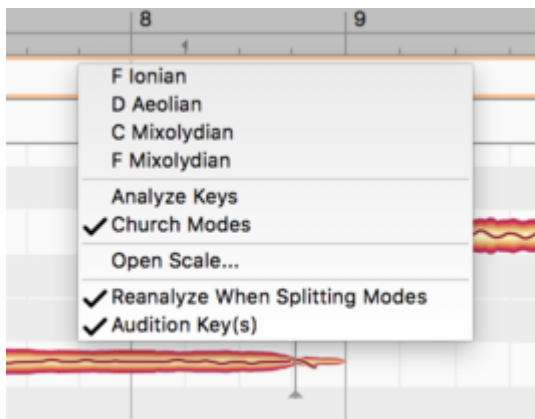 8 9
F Ionian
D Aeolian
C Mixolydian
F Mixolydian
Analyze Keys
Church Modes
Open Scale...
Reanalyze When Splitting Modes
Audition Key(s)